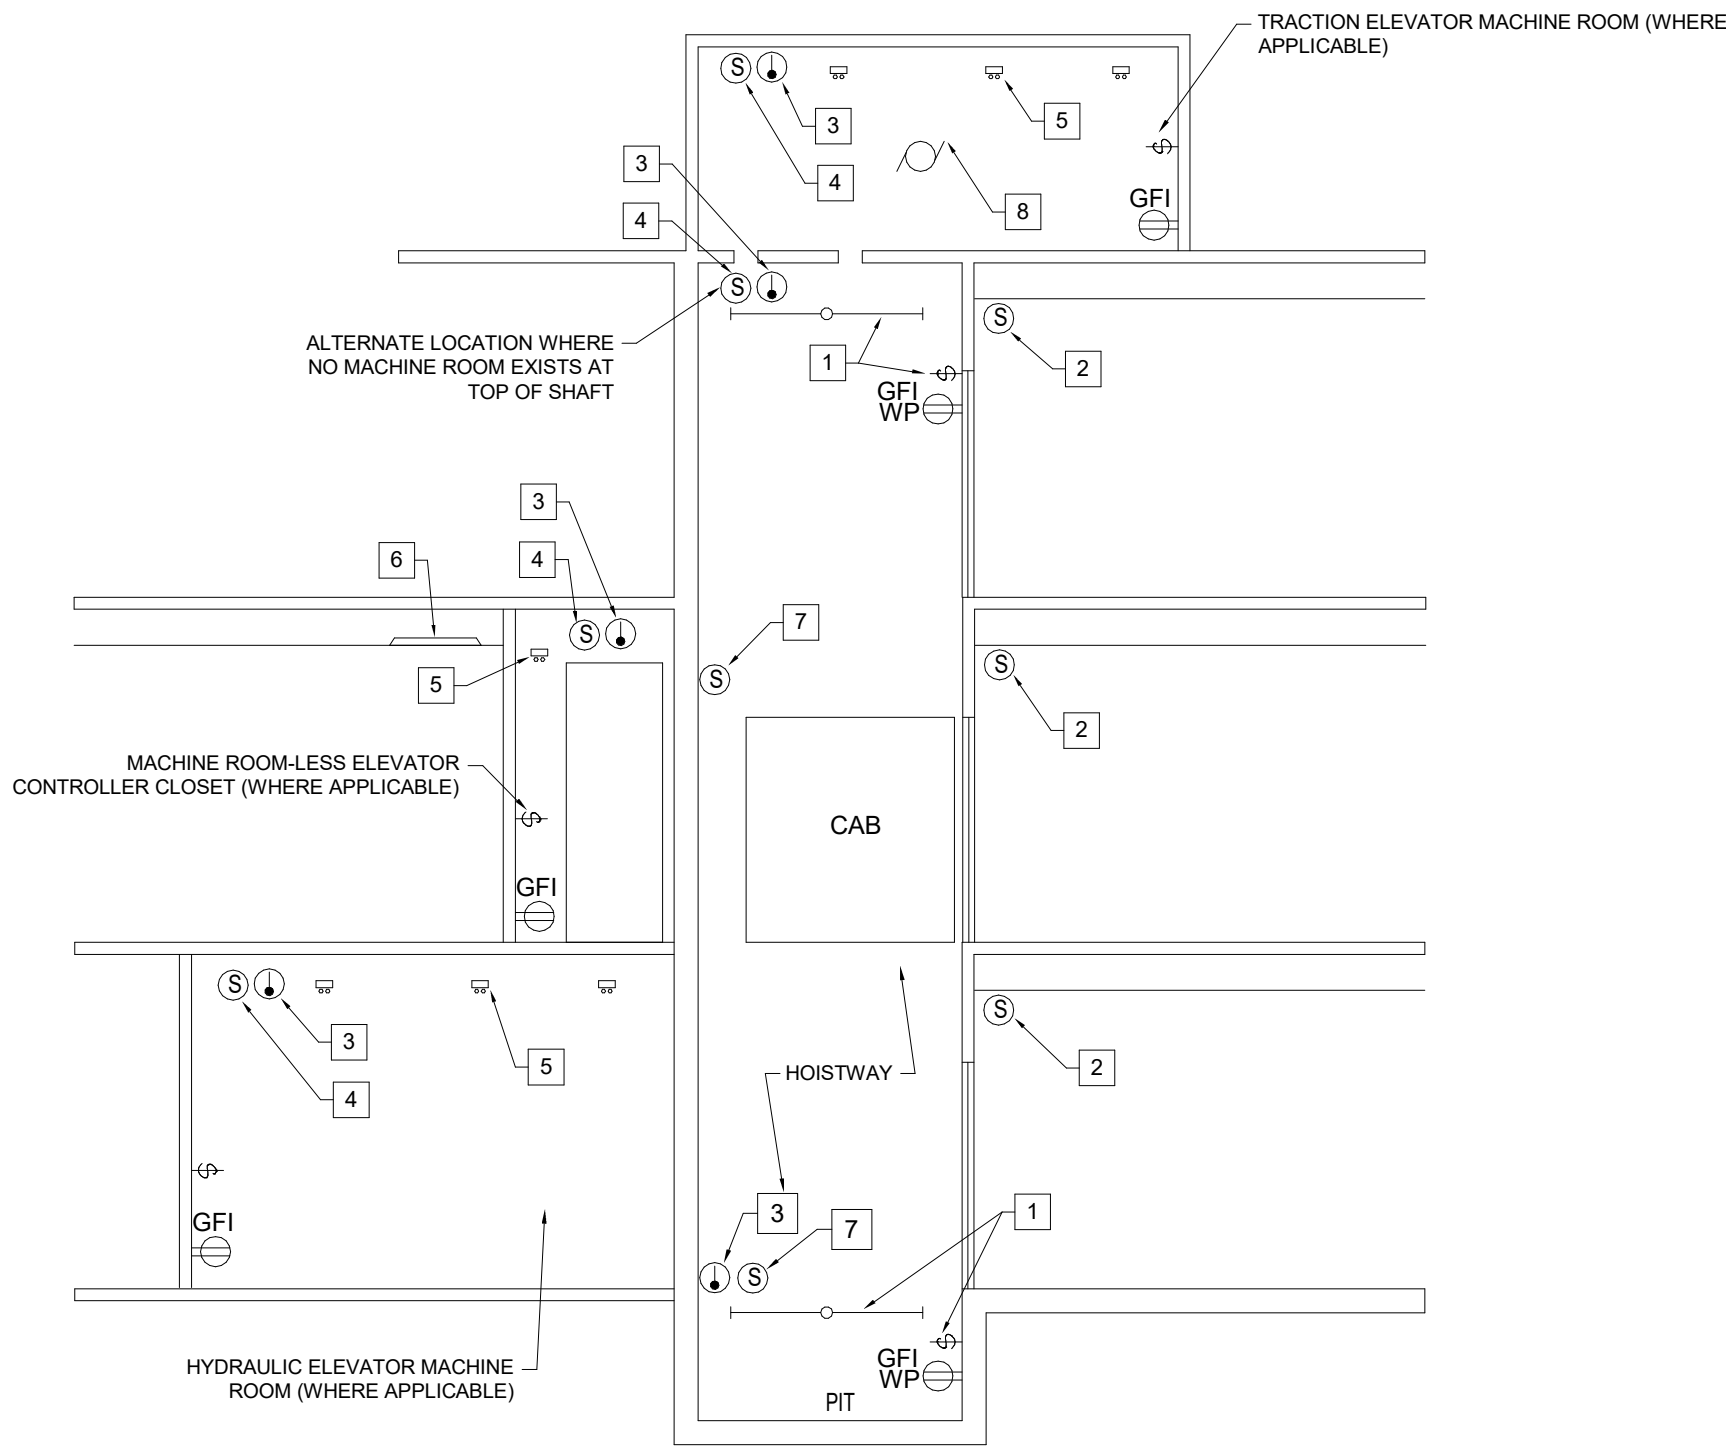 TRACTION ELEVATOR MACHINE ROOM (WHERE
APPLICABLE)
S
3
5
4
3
4
8
GFI
S
S
ALTERNATE LOCATION WHERE
NO MACHINE ROOM EXISTS AT
TOP OF SHAFT
1
2
GFI
WP
3
4
6
S
7
5
S
S
2
MACHINE ROOM-LESS ELEVATOR
CONTROLLER CLOSET (WHERE APPLICABLE)
CAB
GFI
S
3
5
4
S
2
HOISTWAY
3
7
1
GFI
S
HYDRAULIC ELEVATOR MACHINE
ROOM (WHERE APPLICABLE)
GFI
WP
PIT